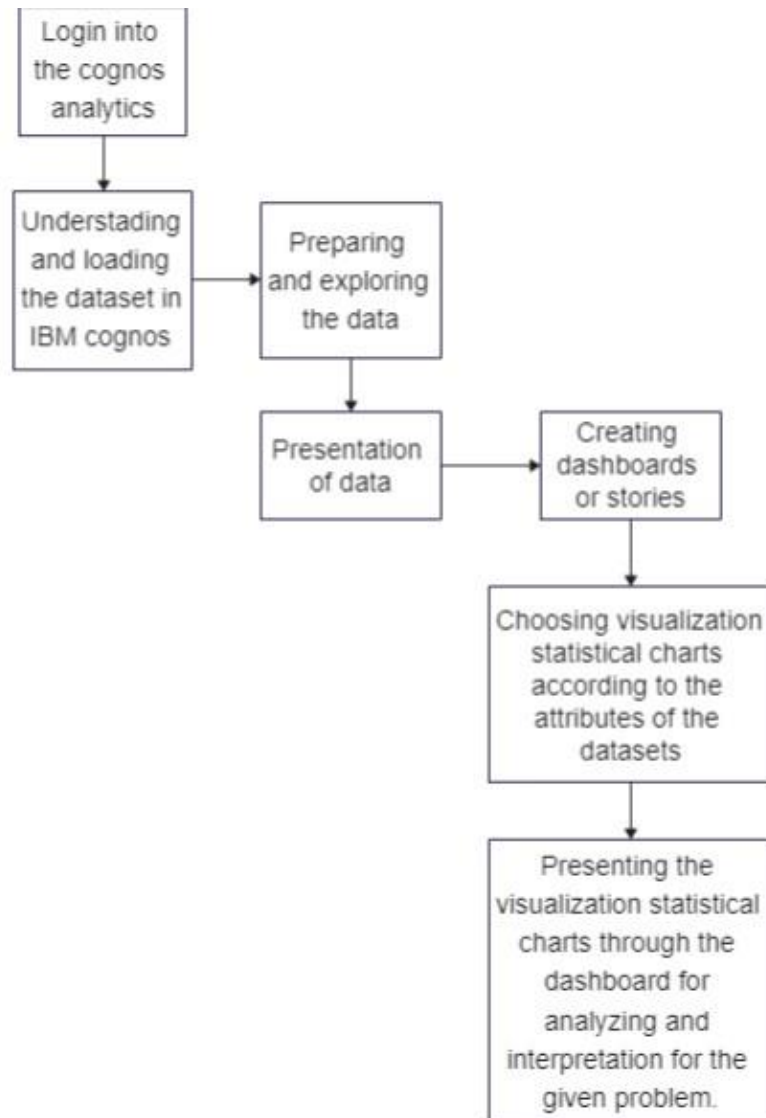 Login into
the cognos
analytics
Understading
and loading
the dataset in
IBM cognos
Preparing
and exploring
the data
Presentation
of data
Creating
dashboards
or stories
Choosing visualization
statistical charts
according to the
attributes of the
datasets
Presenting the
visualization statistical
charts through the
dashboard for
analyzing and
interpretation for the
given problem.